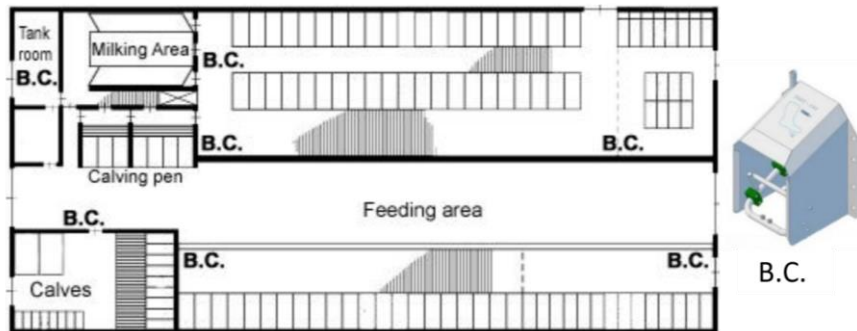 Tank
room
B.C.
Milking Area
B.C.
B.C.
B.C.
Calving pen
B.C.
Feeding area
B.C.
B.C.
Calves
B.C.